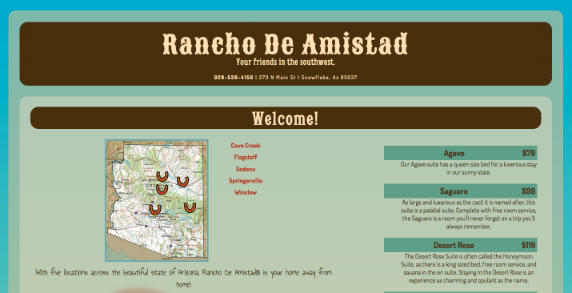 Rancho De Amistad
Your friends in the southwest.
928-536-4156 | 273 N Main St | Snowflake, Az 85937
Welcome!
Cave Creek
Flagstaff
Sedona
Springerville
Winslow
With five locations across the beautiful state of Arizona, Rancho De Amistad® is your home away from
home!
Agave $79
Our Agave suite has a queen size bed for a luxerious stay
in our sunny state.
Saguaro $99
As large and luxerious as the cacti it is named after, this
suite is a palatial suite. Complete with free room service,
the Saguaro is a room you'll never forget on a trip you'll
always remember.
Desert Rose $119
The Desert Rose Suite is often called the Honeymoon
Suite, as there is a king sized bed, free room service, and
sauana in the en suite. Staying in the Desert Rose is an
experience as charming and opulant as the name.